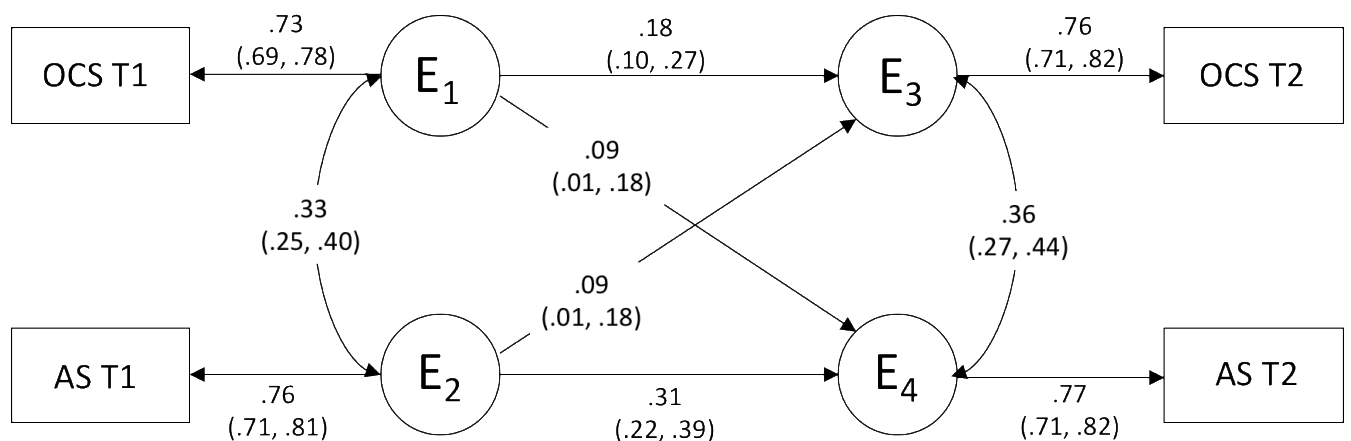 .73
(.69, .78)
.18
(.10, .27)
.76
(.71, .82)
OCS T1
E1
E3
OCS T2
.09
(.01, .18)
.33
(.25, .40)
.36
(.27, .44)
.09
(.01, .18)
AS T1
E2
E4
AS T2
.76
(.71, .81)
.31
(.22, .39)
.77
(.71, .82)